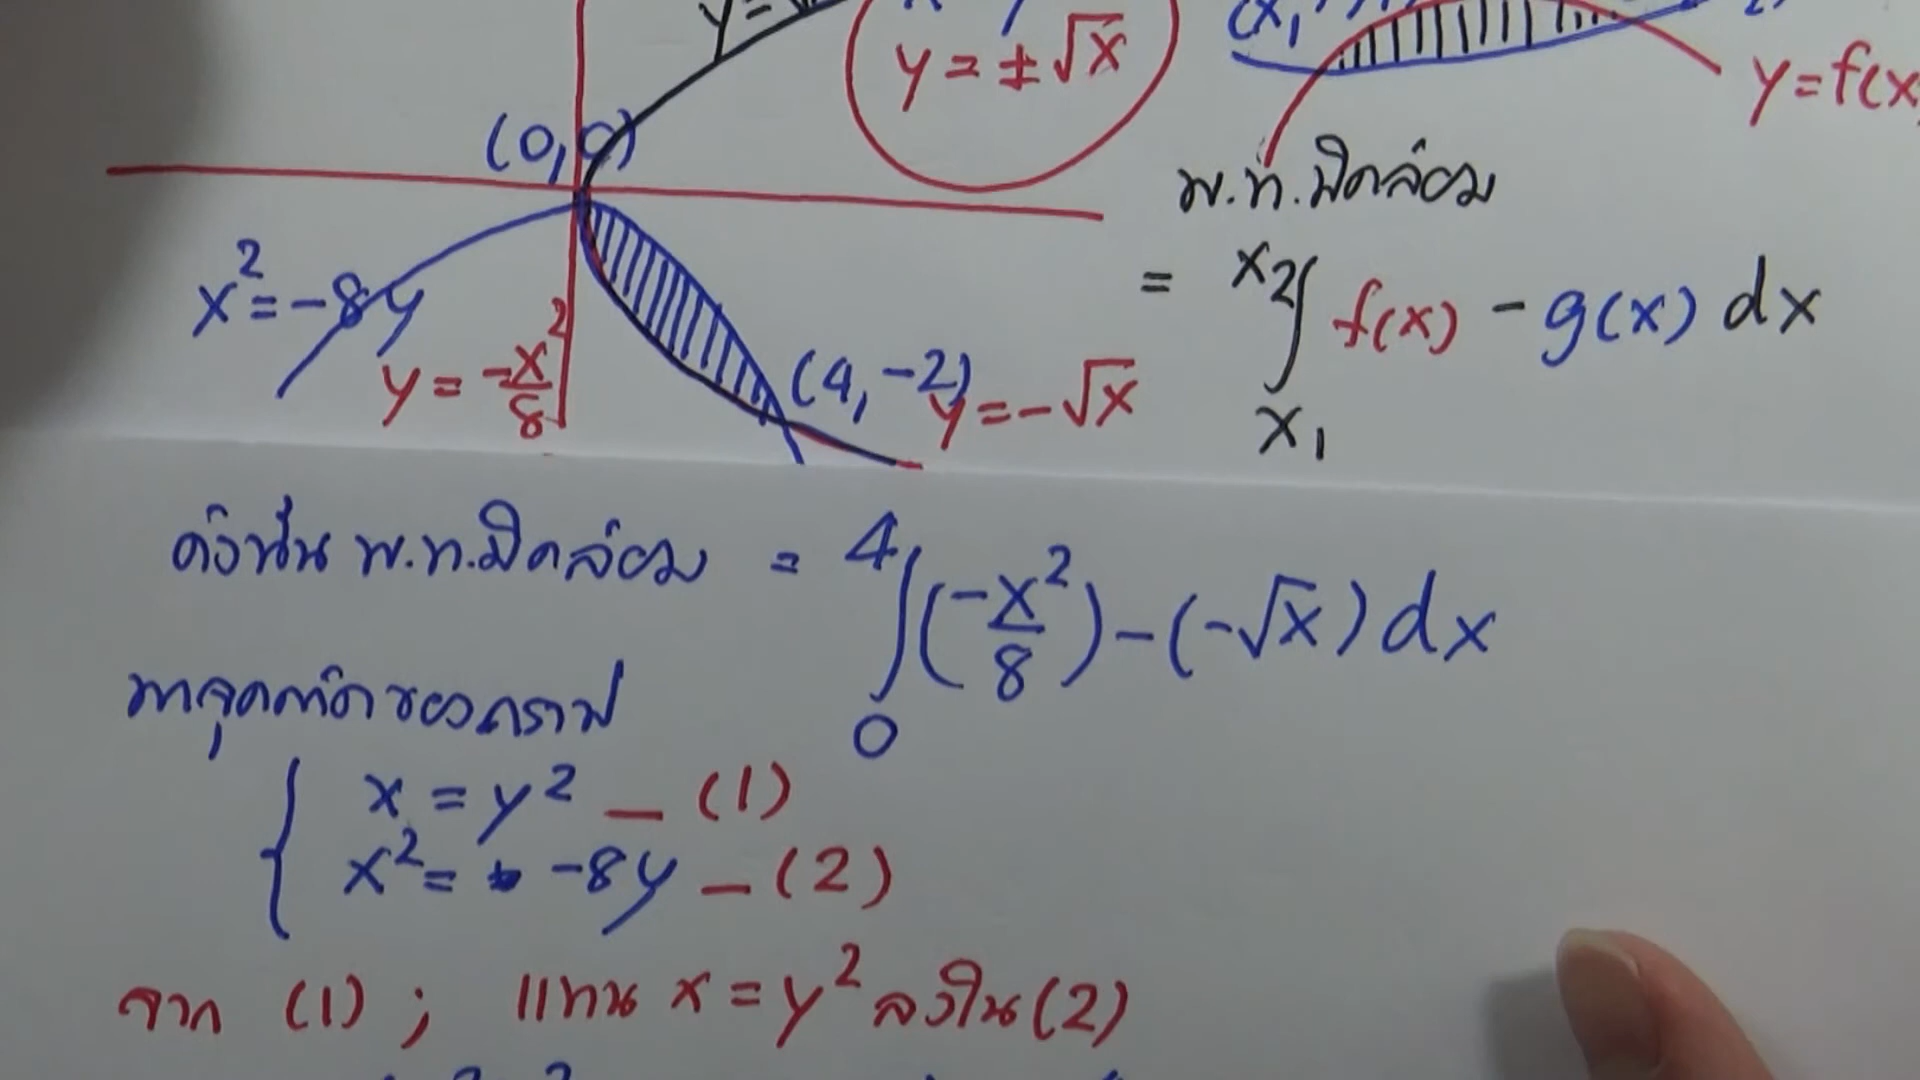 y =
y = ± √x
(x₁,
y = f(x
(0,0)
พ.ท.ปิดล้อม
x² = -8y
= ∫ x₁ x₂ f(x) - g(x) dx
y = -x²/8
(4, -2)
y = -√x
ดังนั้น พ.ท.ปิดล้อม = ∫ 0 4 (-x²/8) - (-√x) dx
หาจุดตัดของกราฟ
x = y² — (1)
x² = -8y — (2)
จาก (1) ; แทน x = y² ลงใน (2)